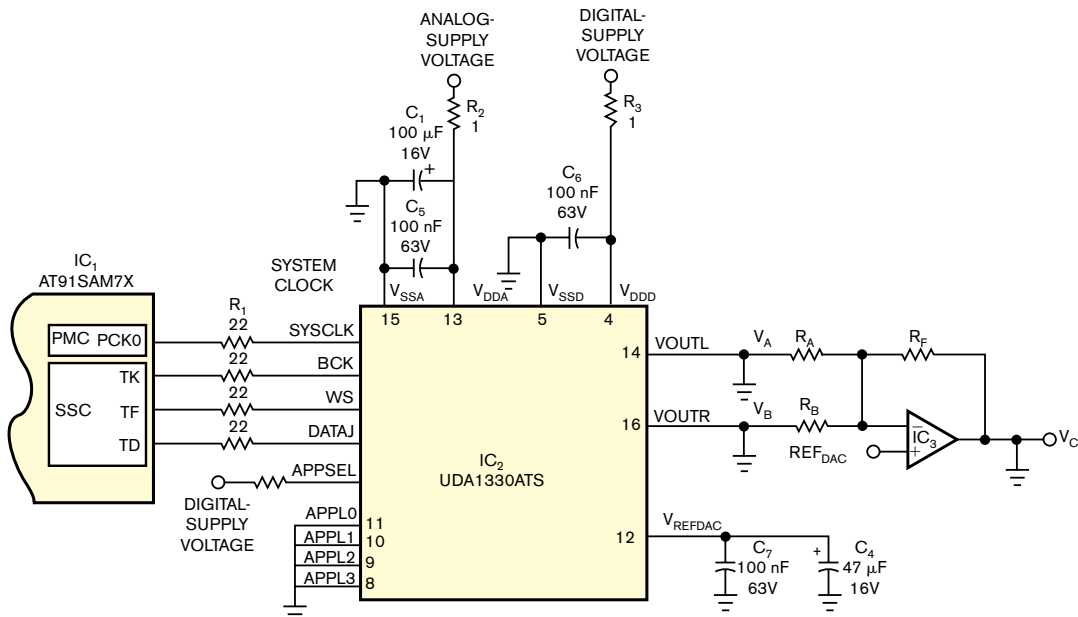 ANALOG-
SUPPLY
VOLTAGE
DIGITAL-
SUPPLY
VOLTAGE
R2
1
R3
1
C1
100 µF
16V
+
C5
100 nF
63V
C6
100 nF
63V
IC1
AT91SAM7X
SYSTEM
CLOCK
VSSA
VDDA
VSSD
VDDD
15
13
5
4
PMC PCK0
SSC
TK
TF
TD
R1
22
22
22
22
SYSCLK
BCK
WS
DATAJ
APPSEL
DIGITAL-
SUPPLY
VOLTAGE
APPL0
APPL1
APPL2
APPL3
11
10
9
8
IC2
UDA1330ATS
14
VOUTL
16
VOUTR
12
VREFDAC
VA
RA
RF
VB
RB
REFDAC
–
IC3
+
VC
C7
100 nF
63V
+
C4
47 µF
16V